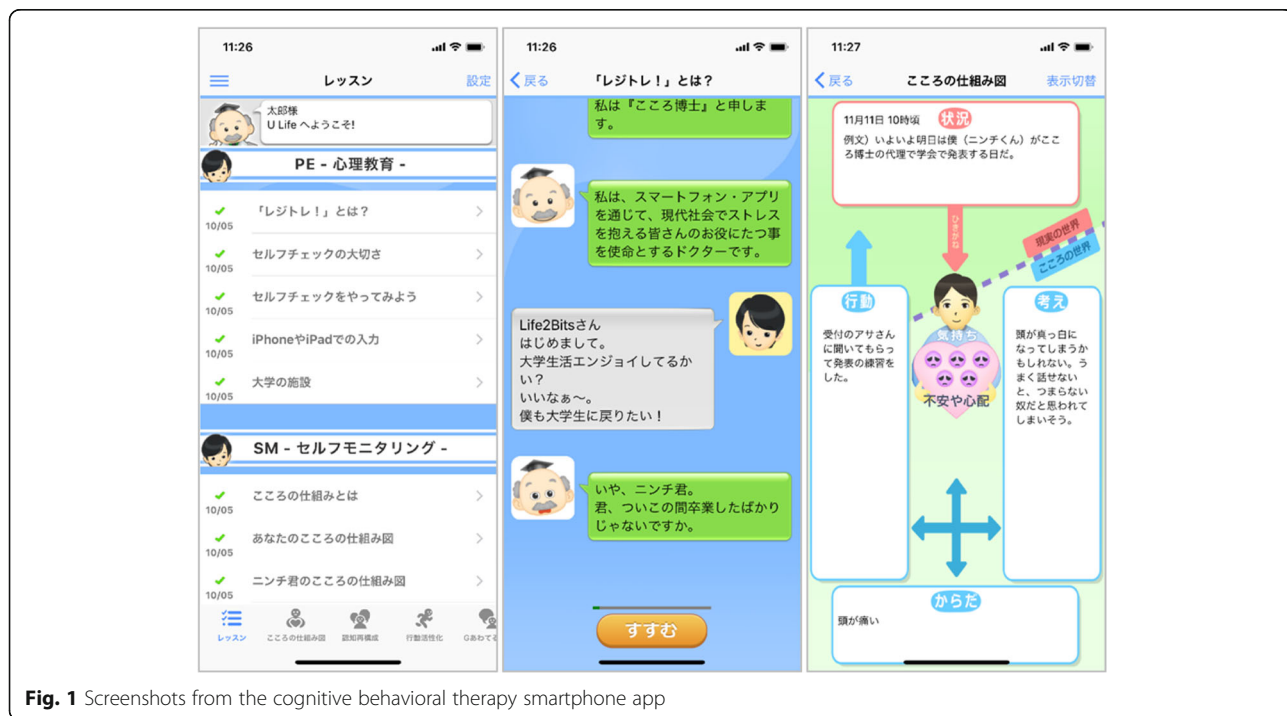 11:26
レッスン
設定
太郎様
U Life へようこそ!
PE - 心理教育 -
「レジトレ！」とは？
10/05
セルフチェックの大切さ
10/05
セルフチェックをやってみよう
10/05
iPhoneやiPadでの入力
10/05
大学の施設
10/05
SM - セルフモニタリング -
こころの仕組みとは
10/05
あなたのこころの仕組み図
10/05
ニンチ君のこころの仕組み図
10/05
レッスン
こころの仕組み図
認知再構成
行動活性化
Gあわてる
11:26
戻る
「レジトレ！」とは？
私は『こころ博士』と申しま
す。
私は、スマートフォン・アプリ
を通じて、現代社会でストレス
を抱える皆さんのお役にたつ事
を使命とするドクターです。
Life2Bitsさん
はじめまして。
大学生活エンジョイしてるか
い？
いいなぁ〜。
僕も大学生に戻りたい！
いや、ニンチ君。
君、ついこの間卒業したばかり
じゃないですか。
すすむ
11:27
戻る
こころの仕組み図
表示切替
11月11日 10時頃
状況
例文）いよいよ明日は僕（ニンチくん）がここ
ろ博士の代理で学会で発表する日だ。
ひきがね
現実の世界
こころの世界
行動
受付のアサさん
に聞いてもらっ
て発表の練習を
した。
気持ち
不安や心配
考え
頭が真っ白に
なってしまうか
もしれない。う
まく話せない
と、つまらない
奴だと思われて
しまいそう。
からだ
頭が痛い
Fig. 1 Screenshots from the cognitive behavioral therapy smartphone app